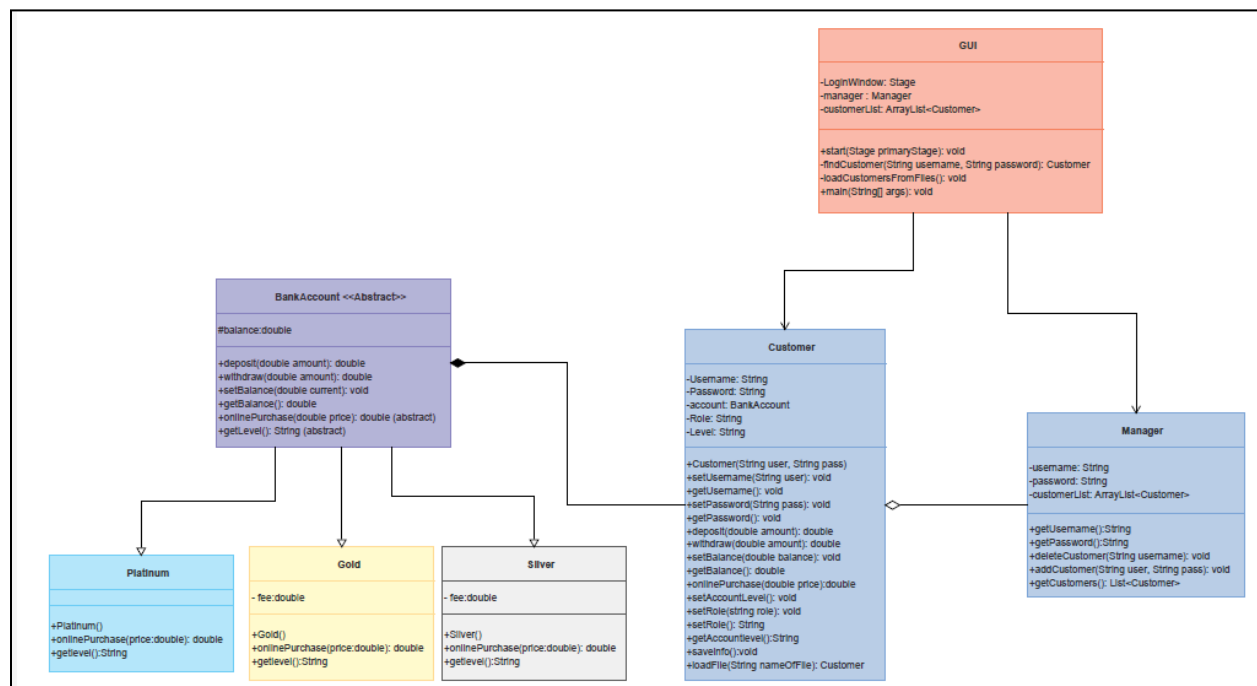 GUI
-LoginWindow: Stage
-manager : Manager
-customerList: ArrayList<Customer>
+start(Stage primaryStage): void
-findCustomer(String username, String password): Customer
-loadCustomersFromFiles(): void
+main(String[] args): void
BankAccount <<Abstract>>
#balance:double
+deposit(double amount): double
+withdraw(double amount): double
+setBalance(double current): void
+getBalance(): double
+onlinePurchase(double price): double (abstract)
+getLevel(): String (abstract)
Customer
-Username: String
-Password: String
-account: BankAccount
-Role: String
-Level: String
+Customer(String user, String pass)
+setUsername(String user): void
+getUsername(): void
+setPassword(String pass): void
+getPassword(): void
+deposit(double amount): double
+withdraw(double amount): double
+setBalance(double balance): void
+getBalance(): double
+onlinePurchase(double price):double
+setAccountLevel(): void
+setRole(string role): void
+setRole(): String
+getAccountlevel():String
+saveInfo():void
+loadFile(String nameOfFile): Customer
Manager
-username: String
-password: String
-customerList: ArrayList<Customer>
+getUsername():String
+getPassword():String
+deleteCustomer(String username): void
+addCustomer(String user, String pass): void
+getCustomers(): List<Customer>
Platinum
+Platinum()
+onlinePurchase(price:double): double
+getlevel():String
Gold
- fee:double
+Gold()
+onlinePurchase(price:double): double
+getlevel():String
Silver
- fee:double
+Silver()
+onlinePurchase(price:double): double
+getlevel():String